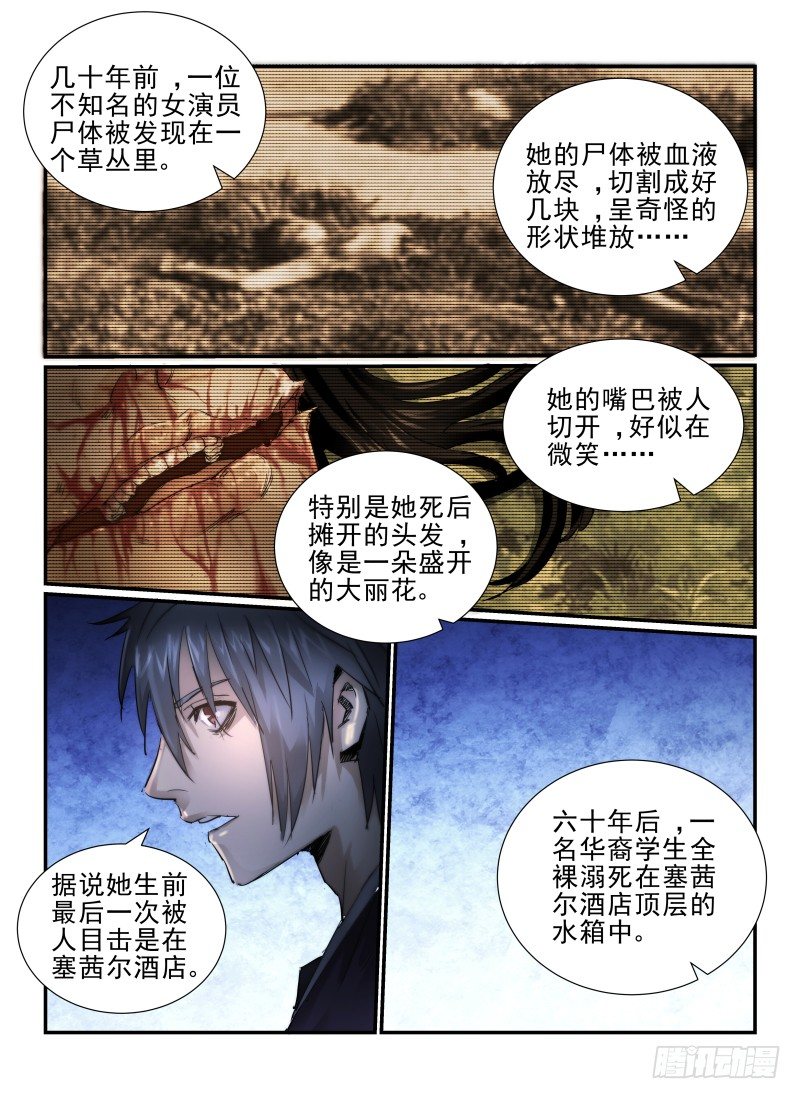 几十年前，一位
不知名的女演员
尸体被发现在一
个草丛里。
她的尸体被血液
放尽，切割成好
几块，呈奇怪的
形状堆放……
她的嘴巴被人
切开，好似在
微笑……
特别是她死后
摊开的头发，
像是一朵盛开
的大丽花。
据说她生前
最后一次被
人目击是在
塞茜尔酒店。
六十年后，一
名华裔学生全
裸溺死在塞茜
尔酒店顶层的
水箱中。
腾讯动漫